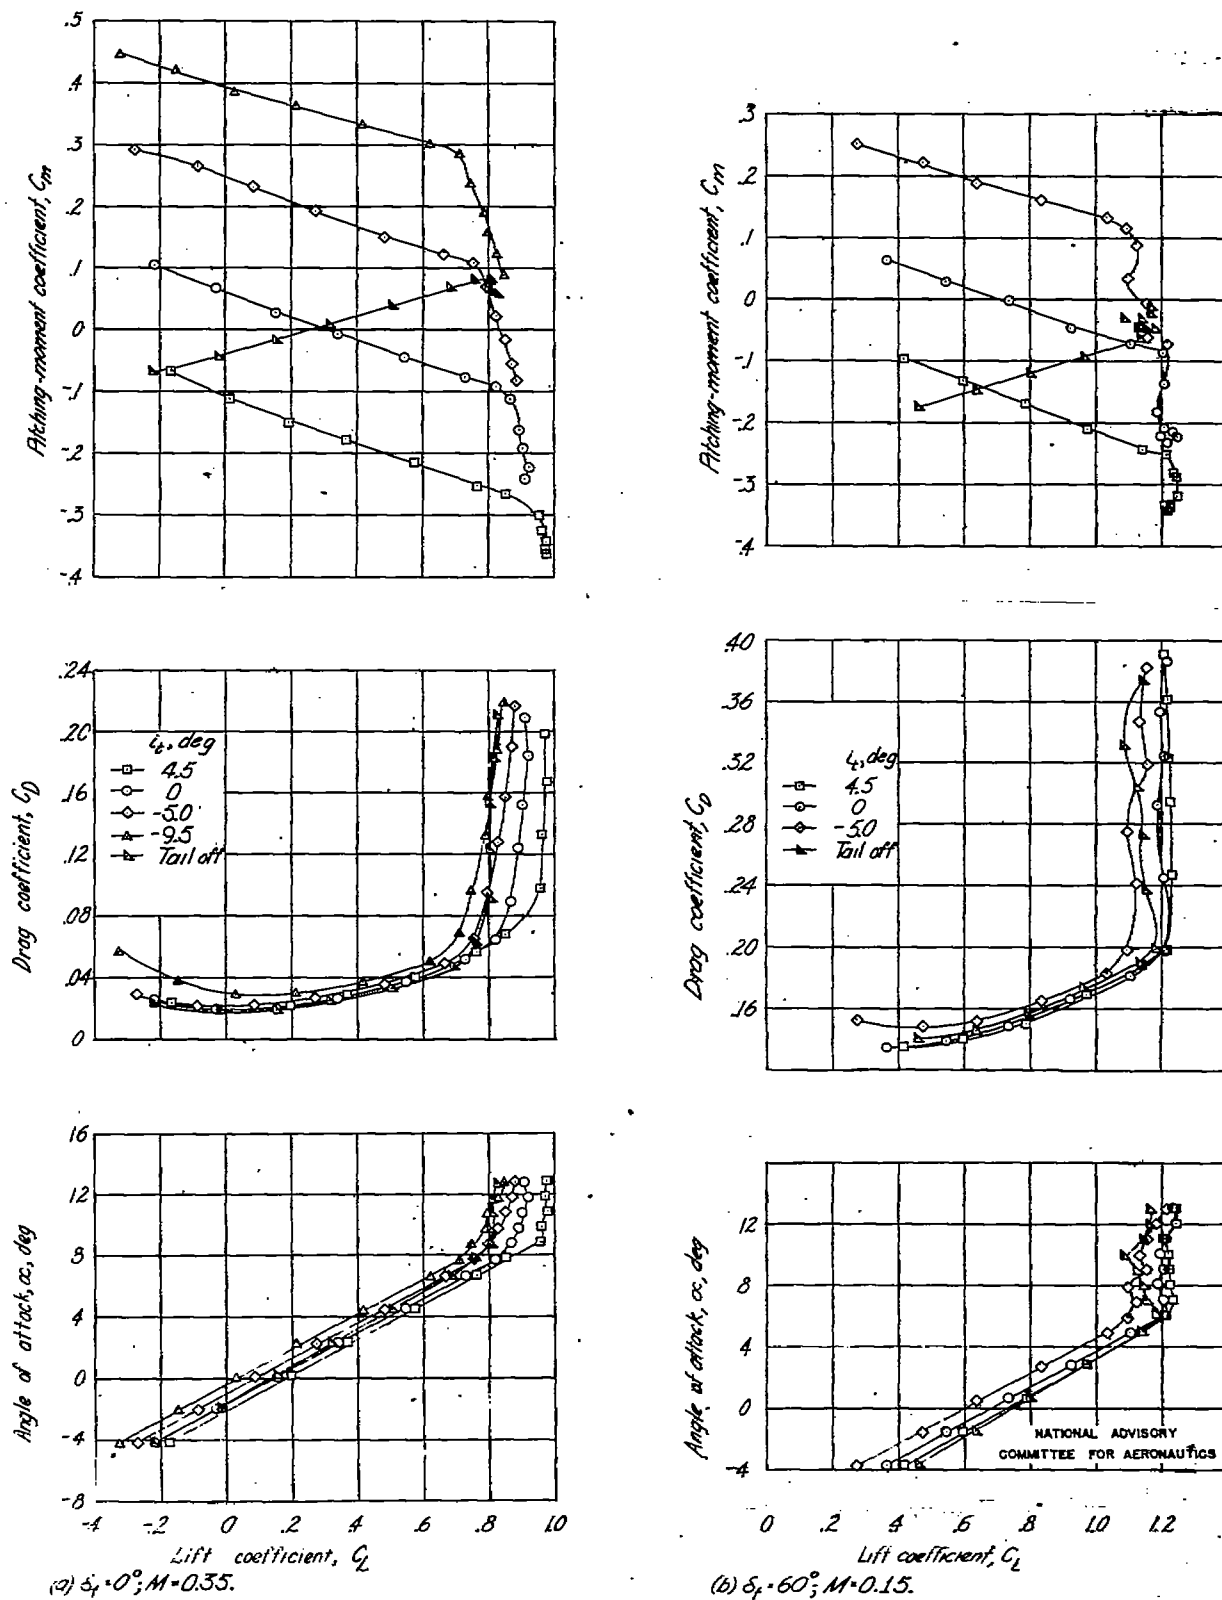 .5
.4
.3
.2
.1
0
-.1
-.2
-.3
-.4
Pitching-moment coefficient, Cm
.24
.20
.16
.12
.08
.04
0
Drag coefficient, CD
it, deg
4.5
0
-5.0
-9.5
Tail off
16
12
8
4
0
-4
-8
Angle of attack, α, deg
-.4 -.2 0 .2 .4 .6 .8 1.0
Lift coefficient, CL
(a) δf = 0°; M = 0.35.
.3
.2
.1
0
-.1
-.2
-.3
-.4
Pitching-moment coefficient, Cm
.40
.36
.32
.28
.24
.20
.16
Drag coefficient, CD
it, deg
4.5
0
-5.0
Tail off
12
8
4
0
-4
Angle of attack, α, deg
NATIONAL ADVISORY
COMMITTEE FOR AERONAUTICS
0 .2 .4 .6 .8 1.0 1.2
Lift coefficient, CL
(b) δf = 60°; M = 0.15.